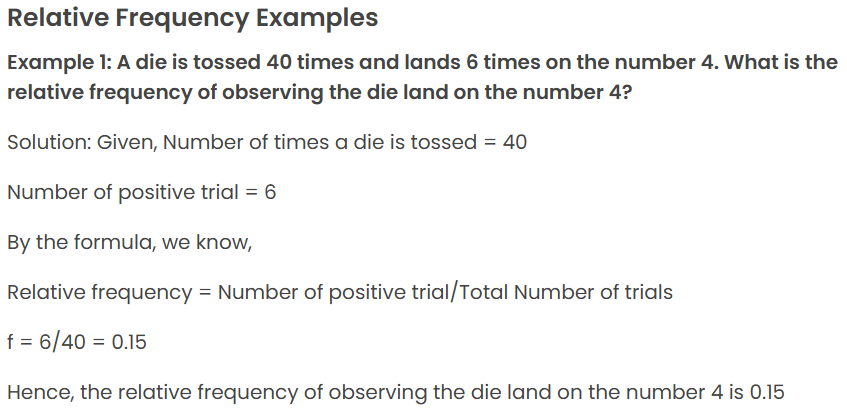 Relative Frequency Examples
Example 1: A die is tossed 40 times and lands 6 times on the number 4. What is the
relative frequency of observing the die land on the number 4?
Solution: Given, Number of times a die is tossed = 40
Number of positive trial = 6
By the formula, we know,
Relative frequency = Number of positive trial/Total Number of trials
f = 6/40 = 0.15
Hence, the relative frequency of observing the die land on the number 4 is 0.15